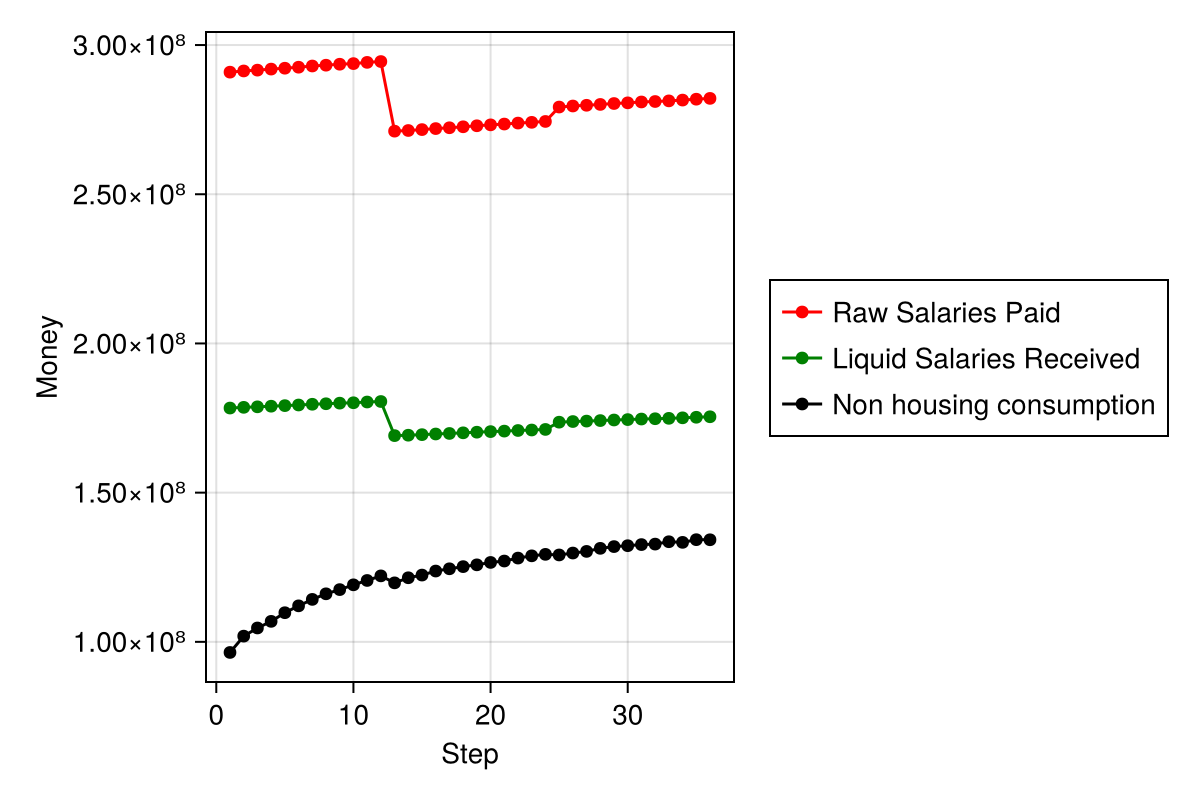 3.00×10⁸
2.50×10⁸
2.00×10⁸
1.50×10⁸
1.00×10⁸
Money
0 10 20 30
Step
Raw Salaries Paid
Liquid Salaries Received
Non housing consumption